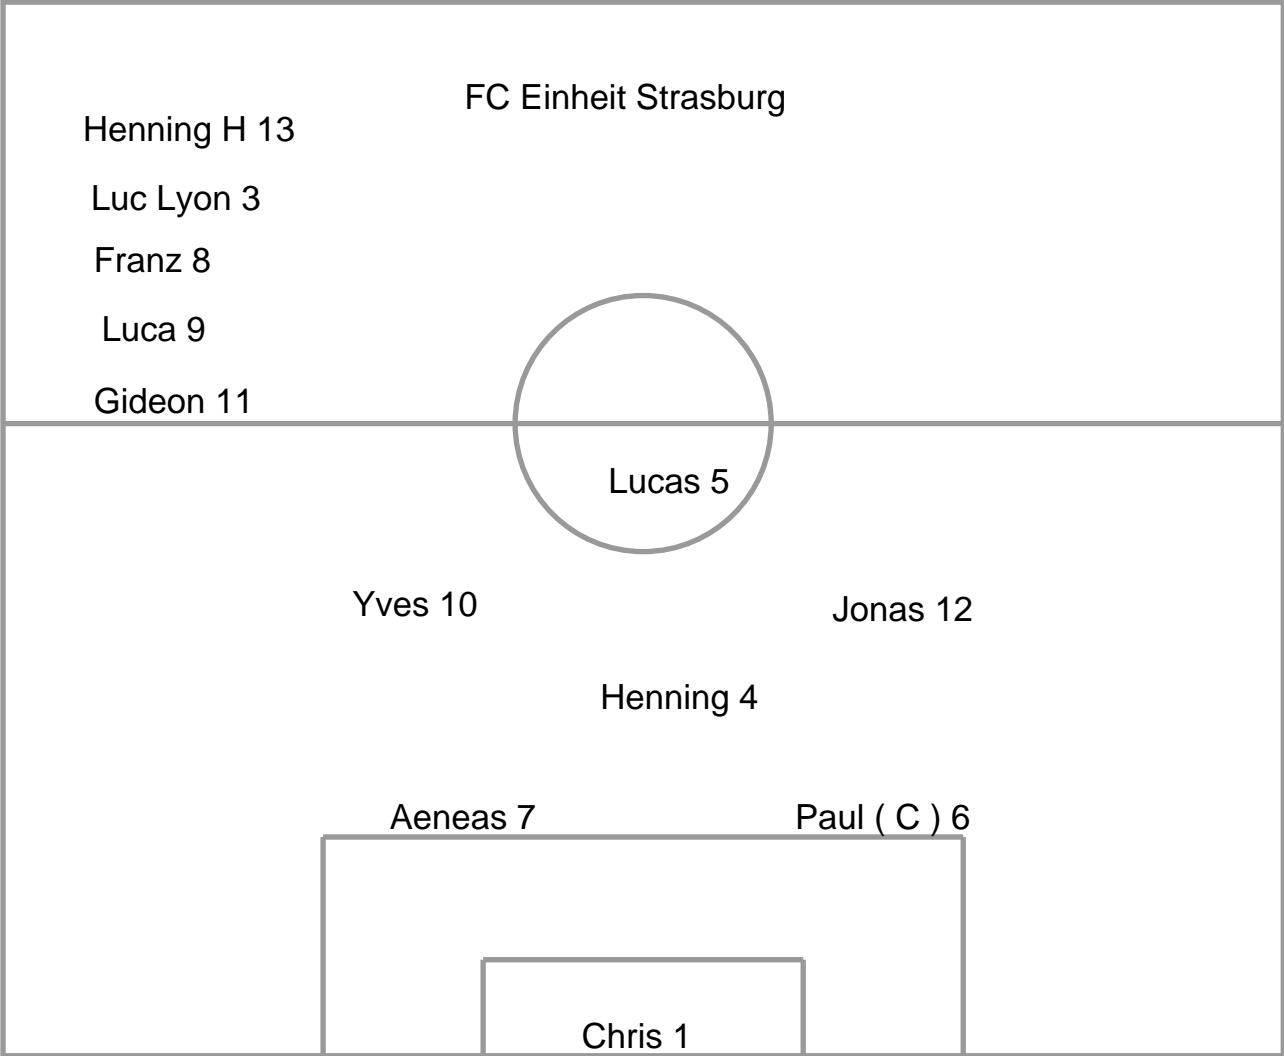 FC Einheit Strasburg
Henning H 13
Luc Lyon 3
Franz 8
Luca 9
Gideon 11
Lucas 5
Yves 10
Jonas 12
Henning 4
Aeneas 7
Paul ( C ) 6
Chris 1